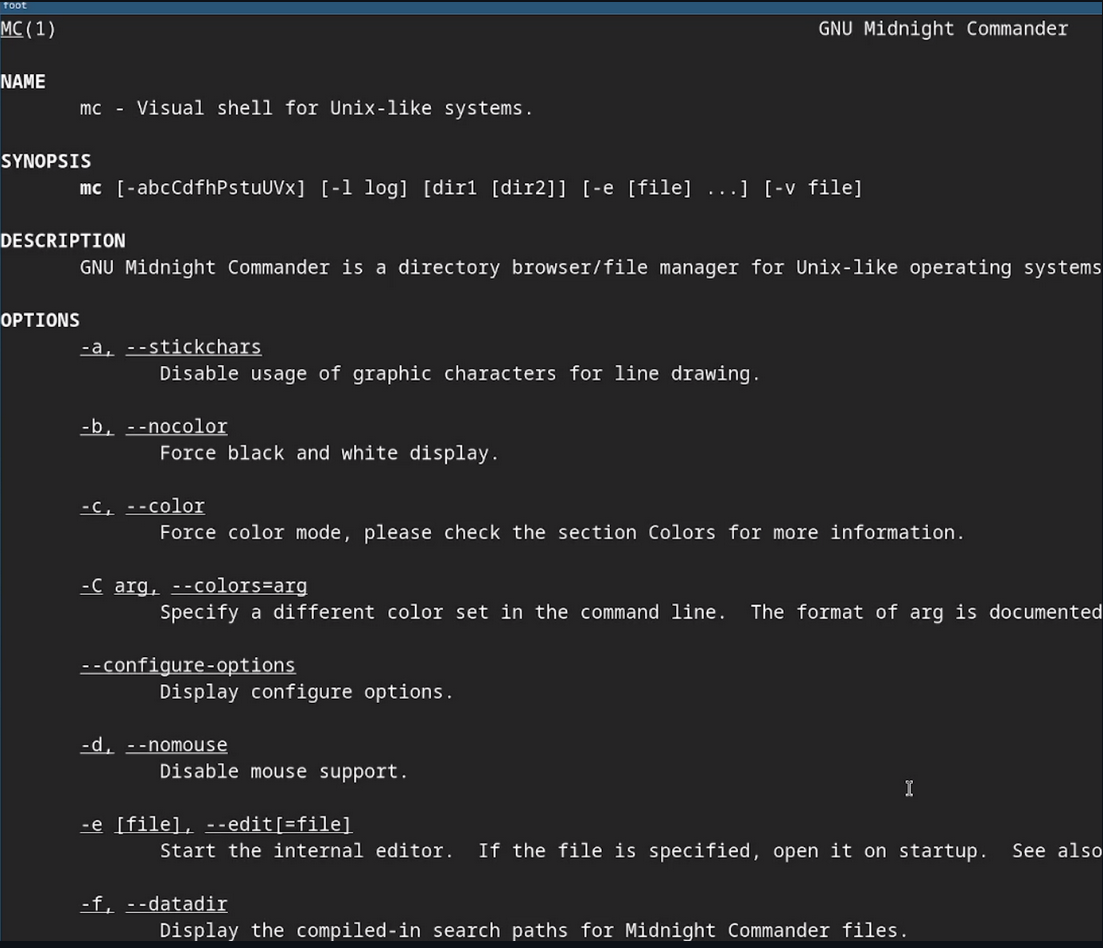 foot
MC(1) GNU Midnight Commander
NAME
mc - Visual shell for Unix-like systems.
SYNOPSIS
mc [-abcCdfhPstuUVx] [-l log] [dir1 [dir2]] [-e [file] ...] [-v file]
DESCRIPTION
GNU Midnight Commander is a directory browser/file manager for Unix-like operating systems
OPTIONS
-a, --stickchars
Disable usage of graphic characters for line drawing.
-b, --nocolor
Force black and white display.
-c, --color
Force color mode, please check the section Colors for more information.
-C arg, --colors=arg
Specify a different color set in the command line.  The format of arg is documented
--configure-options
Display configure options.
-d, --nomouse
Disable mouse support.
-e [file], --edit[=file]
Start the internal editor.  If the file is specified, open it on startup.  See also
-f, --datadir
Display the compiled-in search paths for Midnight Commander files.